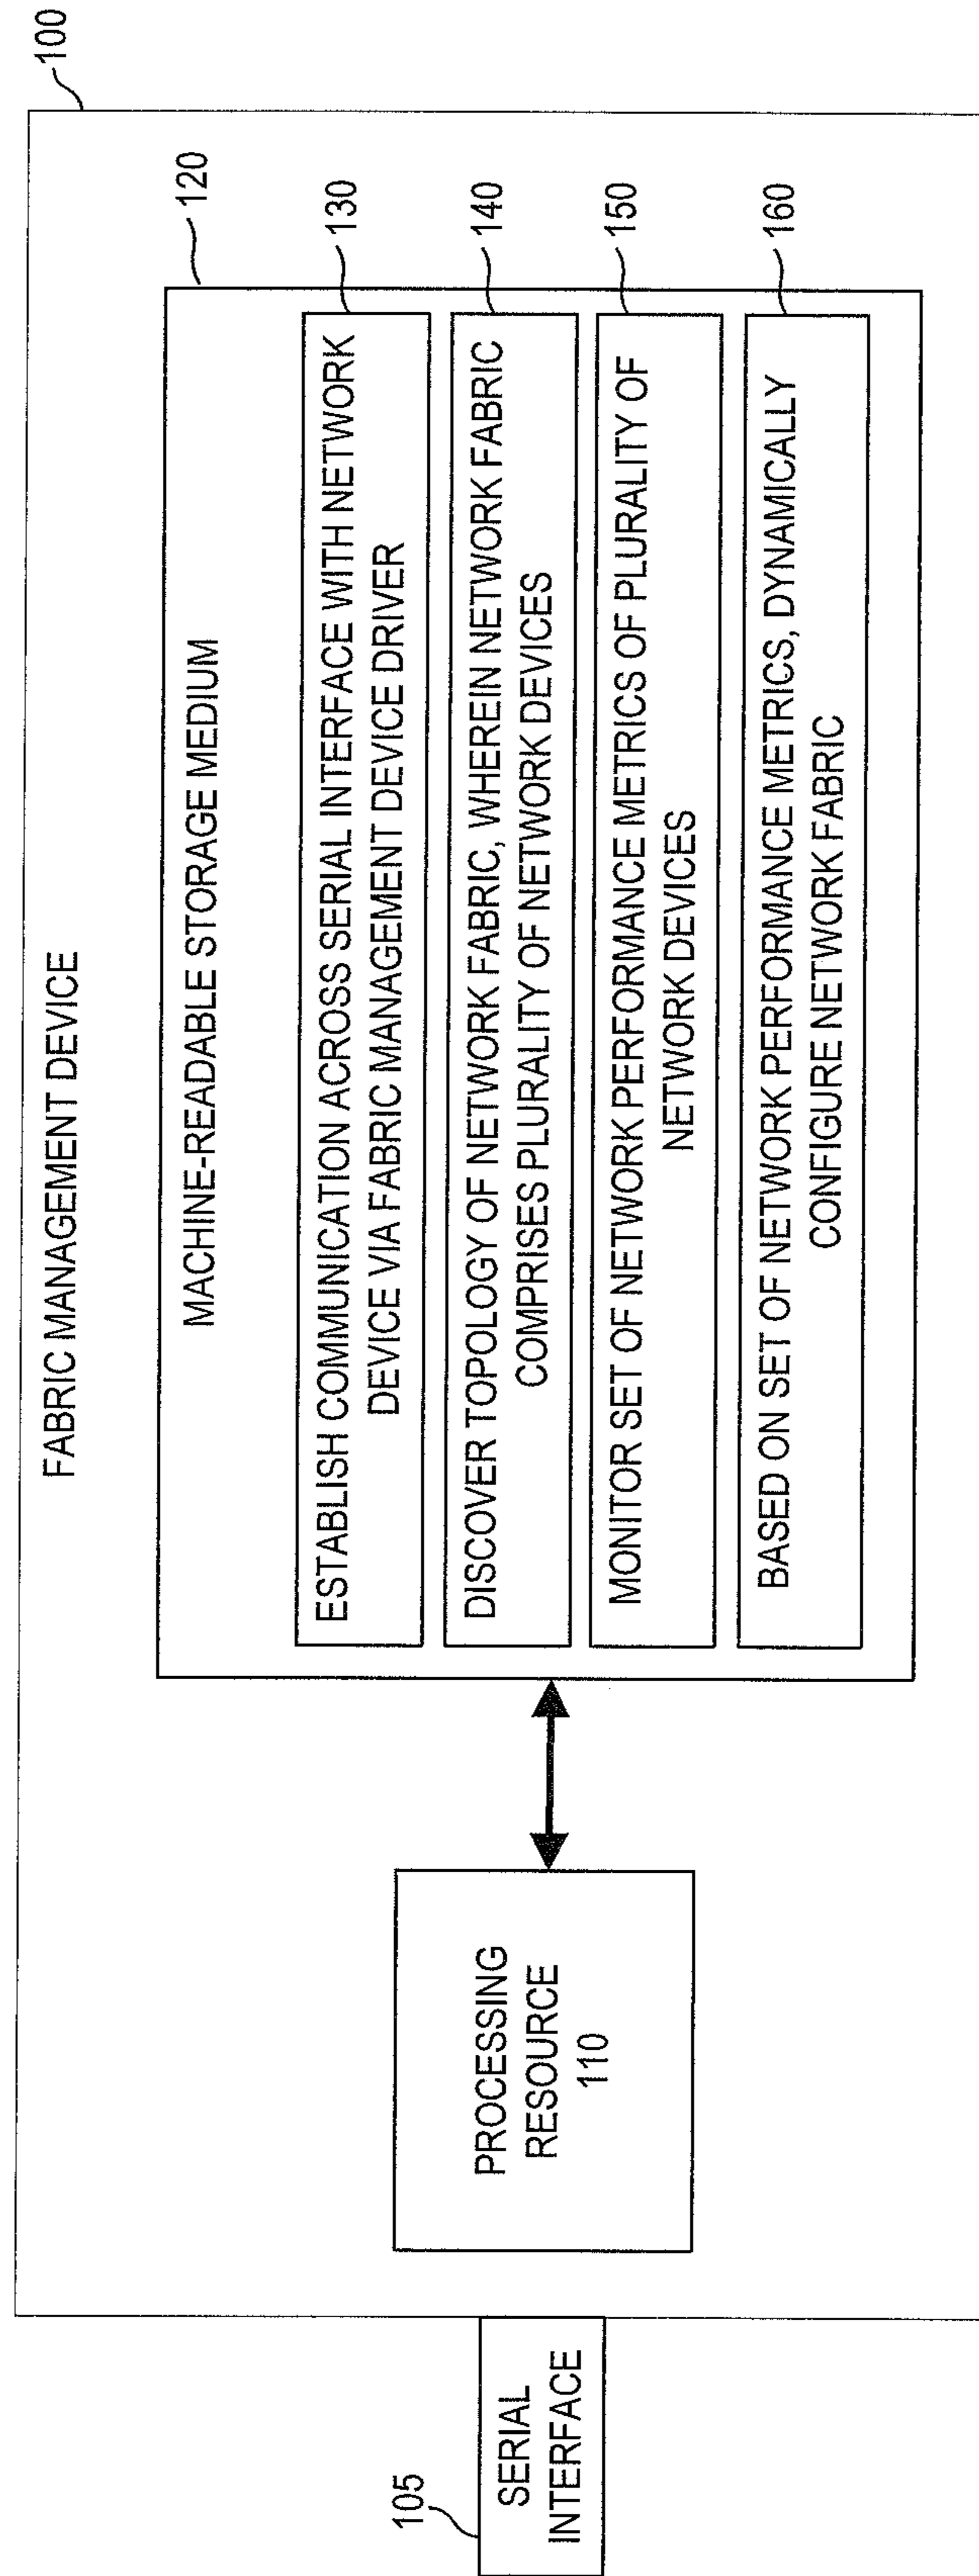 100
FABRIC MANAGEMENT DEVICE
120
MACHINE-READABLE STORAGE MEDIUM
130
ESTABLISH COMMUNICATION ACROSS SERIAL INTERFACE WITH NETWORK
DEVICE VIA FABRIC MANAGEMENT DEVICE DRIVER
140
DISCOVER TOPOLOGY OF NETWORK FABRIC, WHEREIN NETWORK FABRIC
COMPRISES PLURALITY OF NETWORK DEVICES
150
MONITOR SET OF NETWORK PERFORMANCE METRICS OF PLURALITY OF
NETWORK DEVICES
160
BASED ON SET OF NETWORK PERFORMANCE METRICS, DYNAMICALLY
CONFIGURE NETWORK FABRIC
PROCESSING
RESOURCE
110
105
SERIAL
INTERFACE